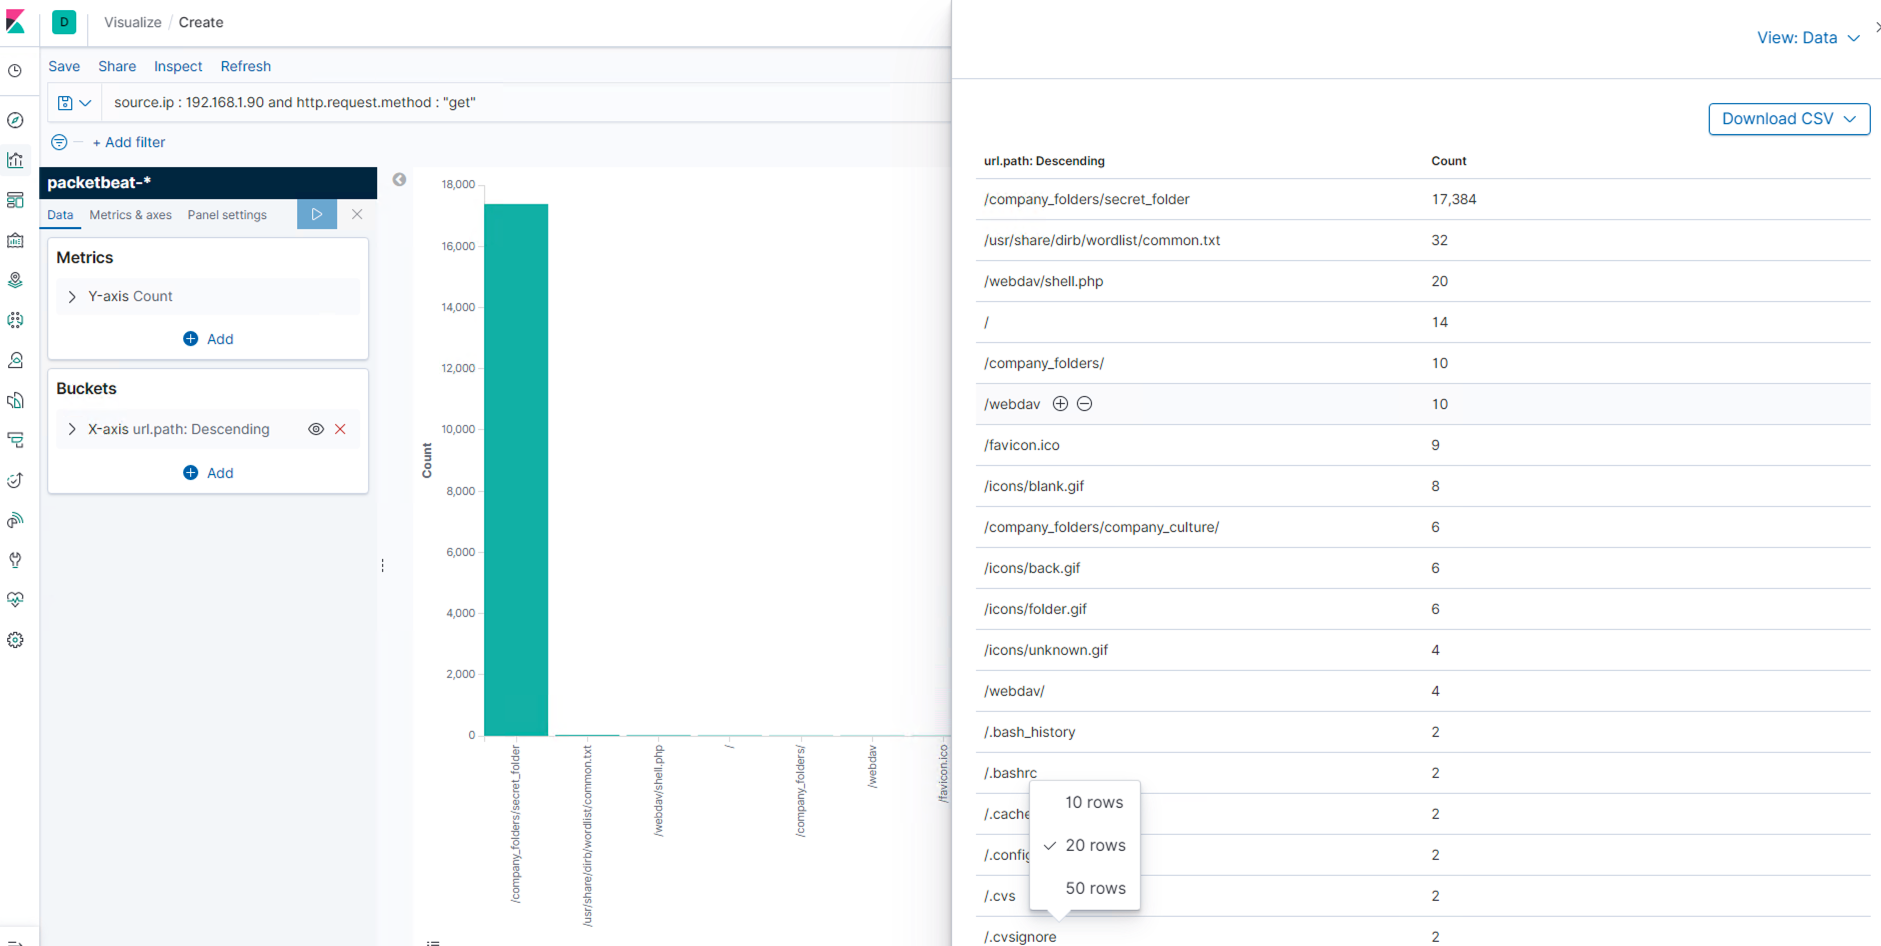 D
Visualize / Create
Save Share Inspect Refresh
source.ip : 192.168.1.90 and http.request.method : "get"
+ Add filter
packetbeat-*
Data Metrics & axes Panel settings
Metrics
Y-axis Count
Add
Buckets
X-axis url.path: Descending
Add
18,000
16,000
14,000
12,000
10,000
8,000
6,000
4,000
2,000
0
Count
/company_folders/secret_folder
/usr/share/dirb/wordlist/common.txt
/webdav/shell.php
/
/company_folders/
/webdav
/favicon.ico
View: Data
Download CSV
url.path: Descending Count
/company_folders/secret_folder 17,384
/usr/share/dirb/wordlist/common.txt 32
/webdav/shell.php 20
/ 14
/company_folders/ 10
/webdav 10
/favicon.ico 9
/icons/blank.gif 8
/company_folders/company_culture/ 6
/icons/back.gif 6
/icons/folder.gif 6
/icons/unknown.gif 4
/webdav/ 4
/.bash_history 2
/.bashrc 2
/.cache 2
/.config 2
/.cvs 2
/.cvsignore 2
10 rows
20 rows
50 rows